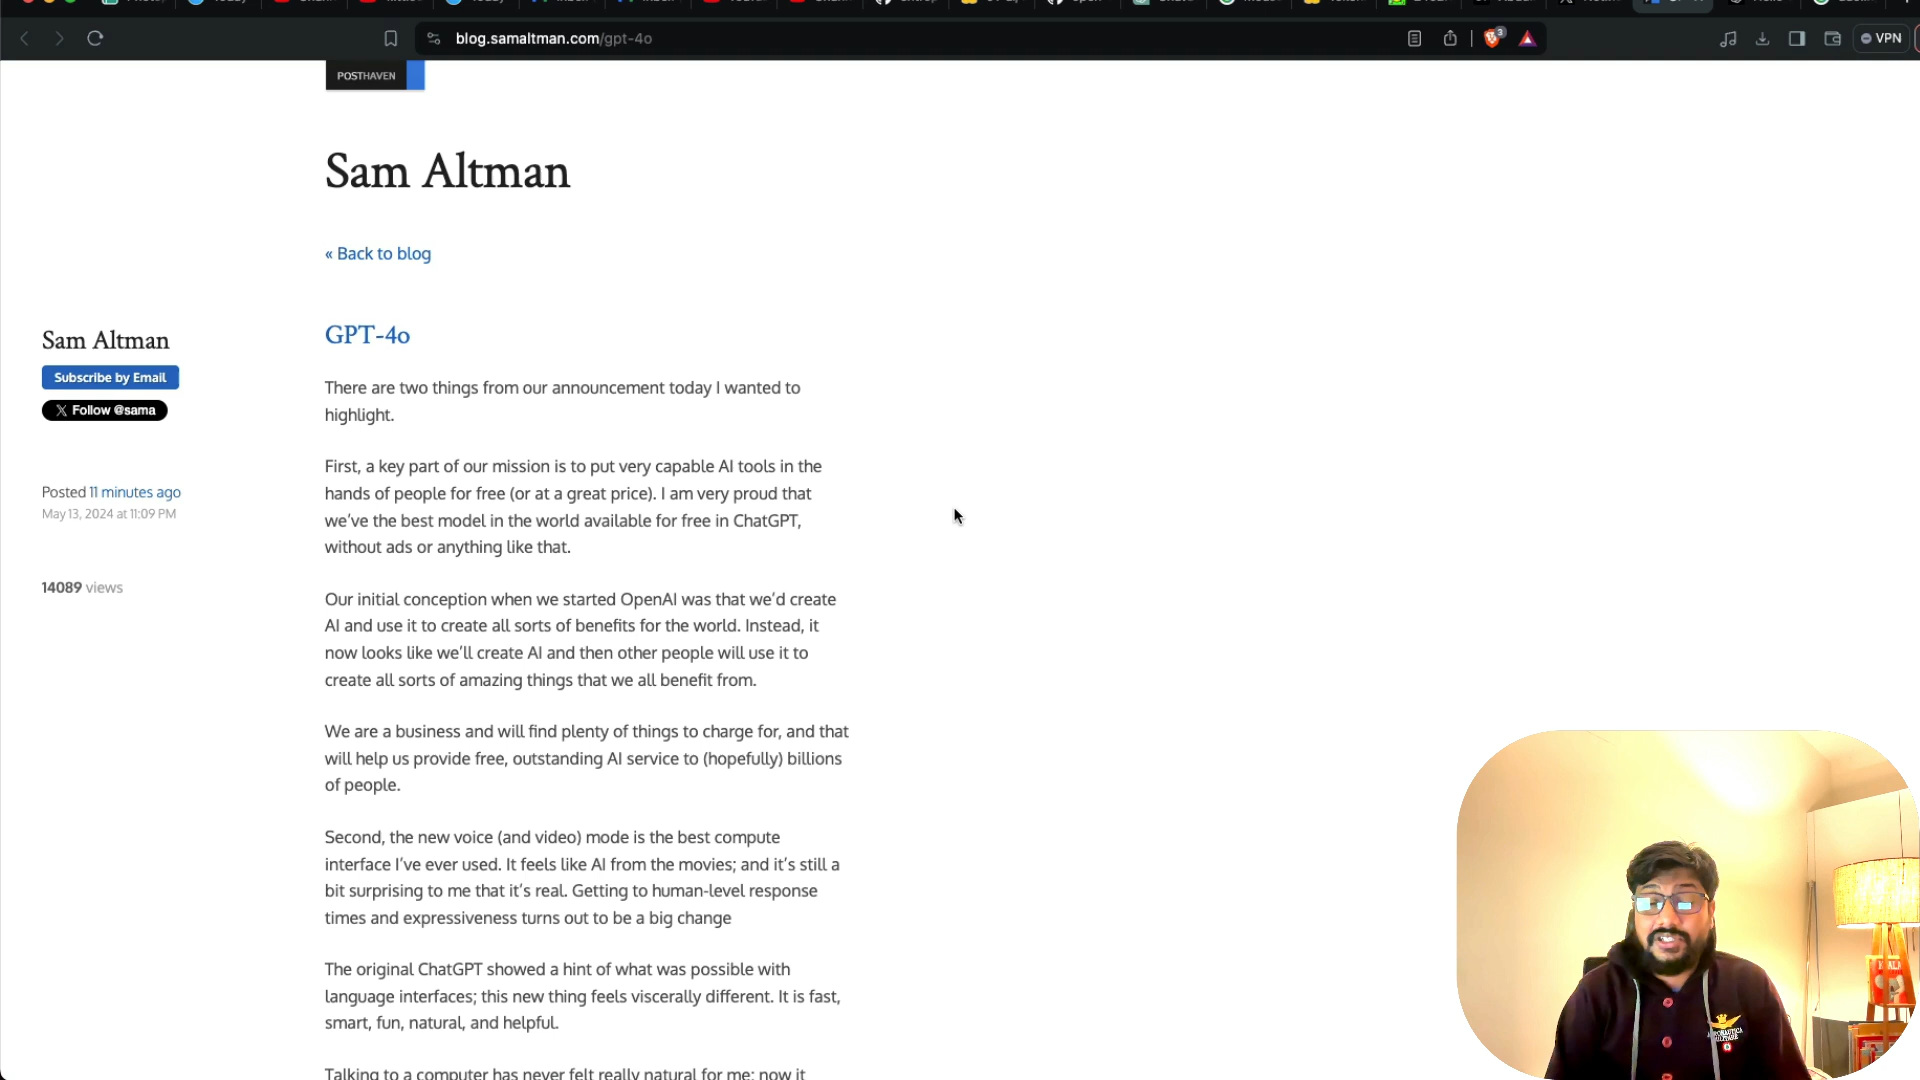 blog.samaltman.com/gpt-4o
3
VPN
POSTHAVEN
Sam Altman
« Back to blog
Sam Altman
Subscribe by Email
X Follow @sama
Posted 11 minutes ago
May 13, 2024 at 11:09 PM
14089 views
GPT-4o
There are two things from our announcement today I wanted to
highlight.
First, a key part of our mission is to put very capable AI tools in the
hands of people for free (or at a great price). I am very proud that
we’ve the best model in the world available for free in ChatGPT,
without ads or anything like that.
Our initial conception when we started OpenAI was that we’d create
AI and use it to create all sorts of benefits for the world. Instead, it
now looks like we’ll create AI and then other people will use it to
create all sorts of amazing things that we all benefit from.
We are a business and will find plenty of things to charge for, and that
will help us provide free, outstanding AI service to (hopefully) billions
of people.
Second, the new voice (and video) mode is the best compute
interface I’ve ever used. It feels like AI from the movies; and it’s still a
bit surprising to me that it’s real. Getting to human-level response
times and expressiveness turns out to be a big change
The original ChatGPT showed a hint of what was possible with
language interfaces; this new thing feels viscerally different. It is fast,
smart, fun, natural, and helpful.
Talking to a computer has never felt really natural for me; now it
AERONAUTICA
MILITARE